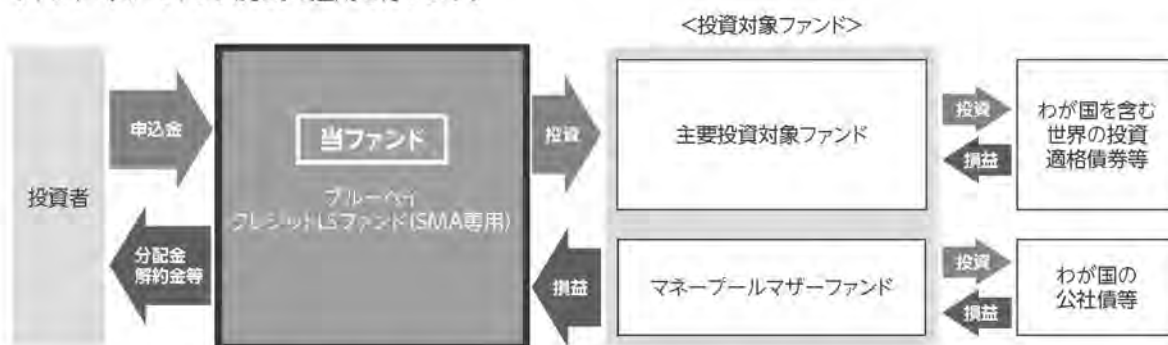 <投資対象ファンド>
投資者
申込金
分配金
解約金等
当ファンド
クレジットLSファンド(SMA専用)
投資
損益
主要投資対象ファンド
マネープールマザーファンド
投資
損益
わが国を含む
世界の投資
適格債券等
投資
損益
わが国の
公社債等